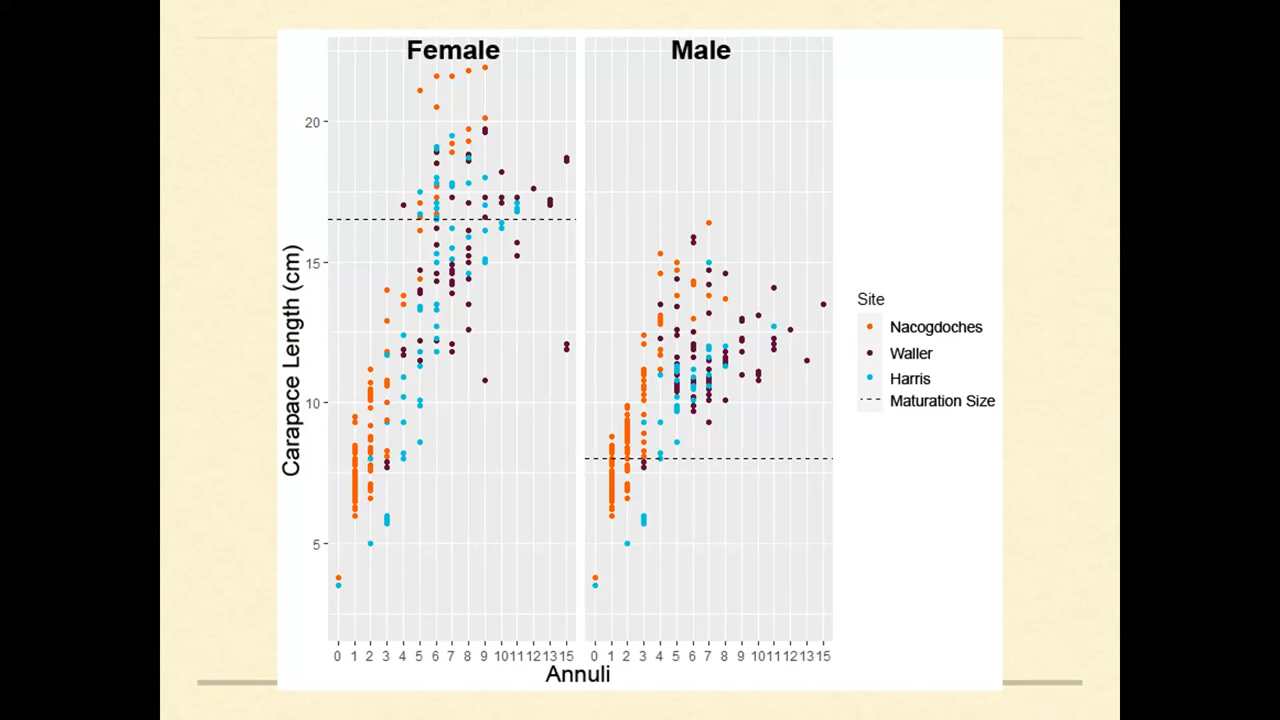 Female Male
Carapace Length (cm)
20
15
10
5
0 1 2 3 4 5 6 7 8 9 10 11 12 13 15
0 1 2 3 4 5 6 7 8 9 10 11 12 13 15
Annuli
Site
Nacogdoches
Waller
Harris
Maturation Size